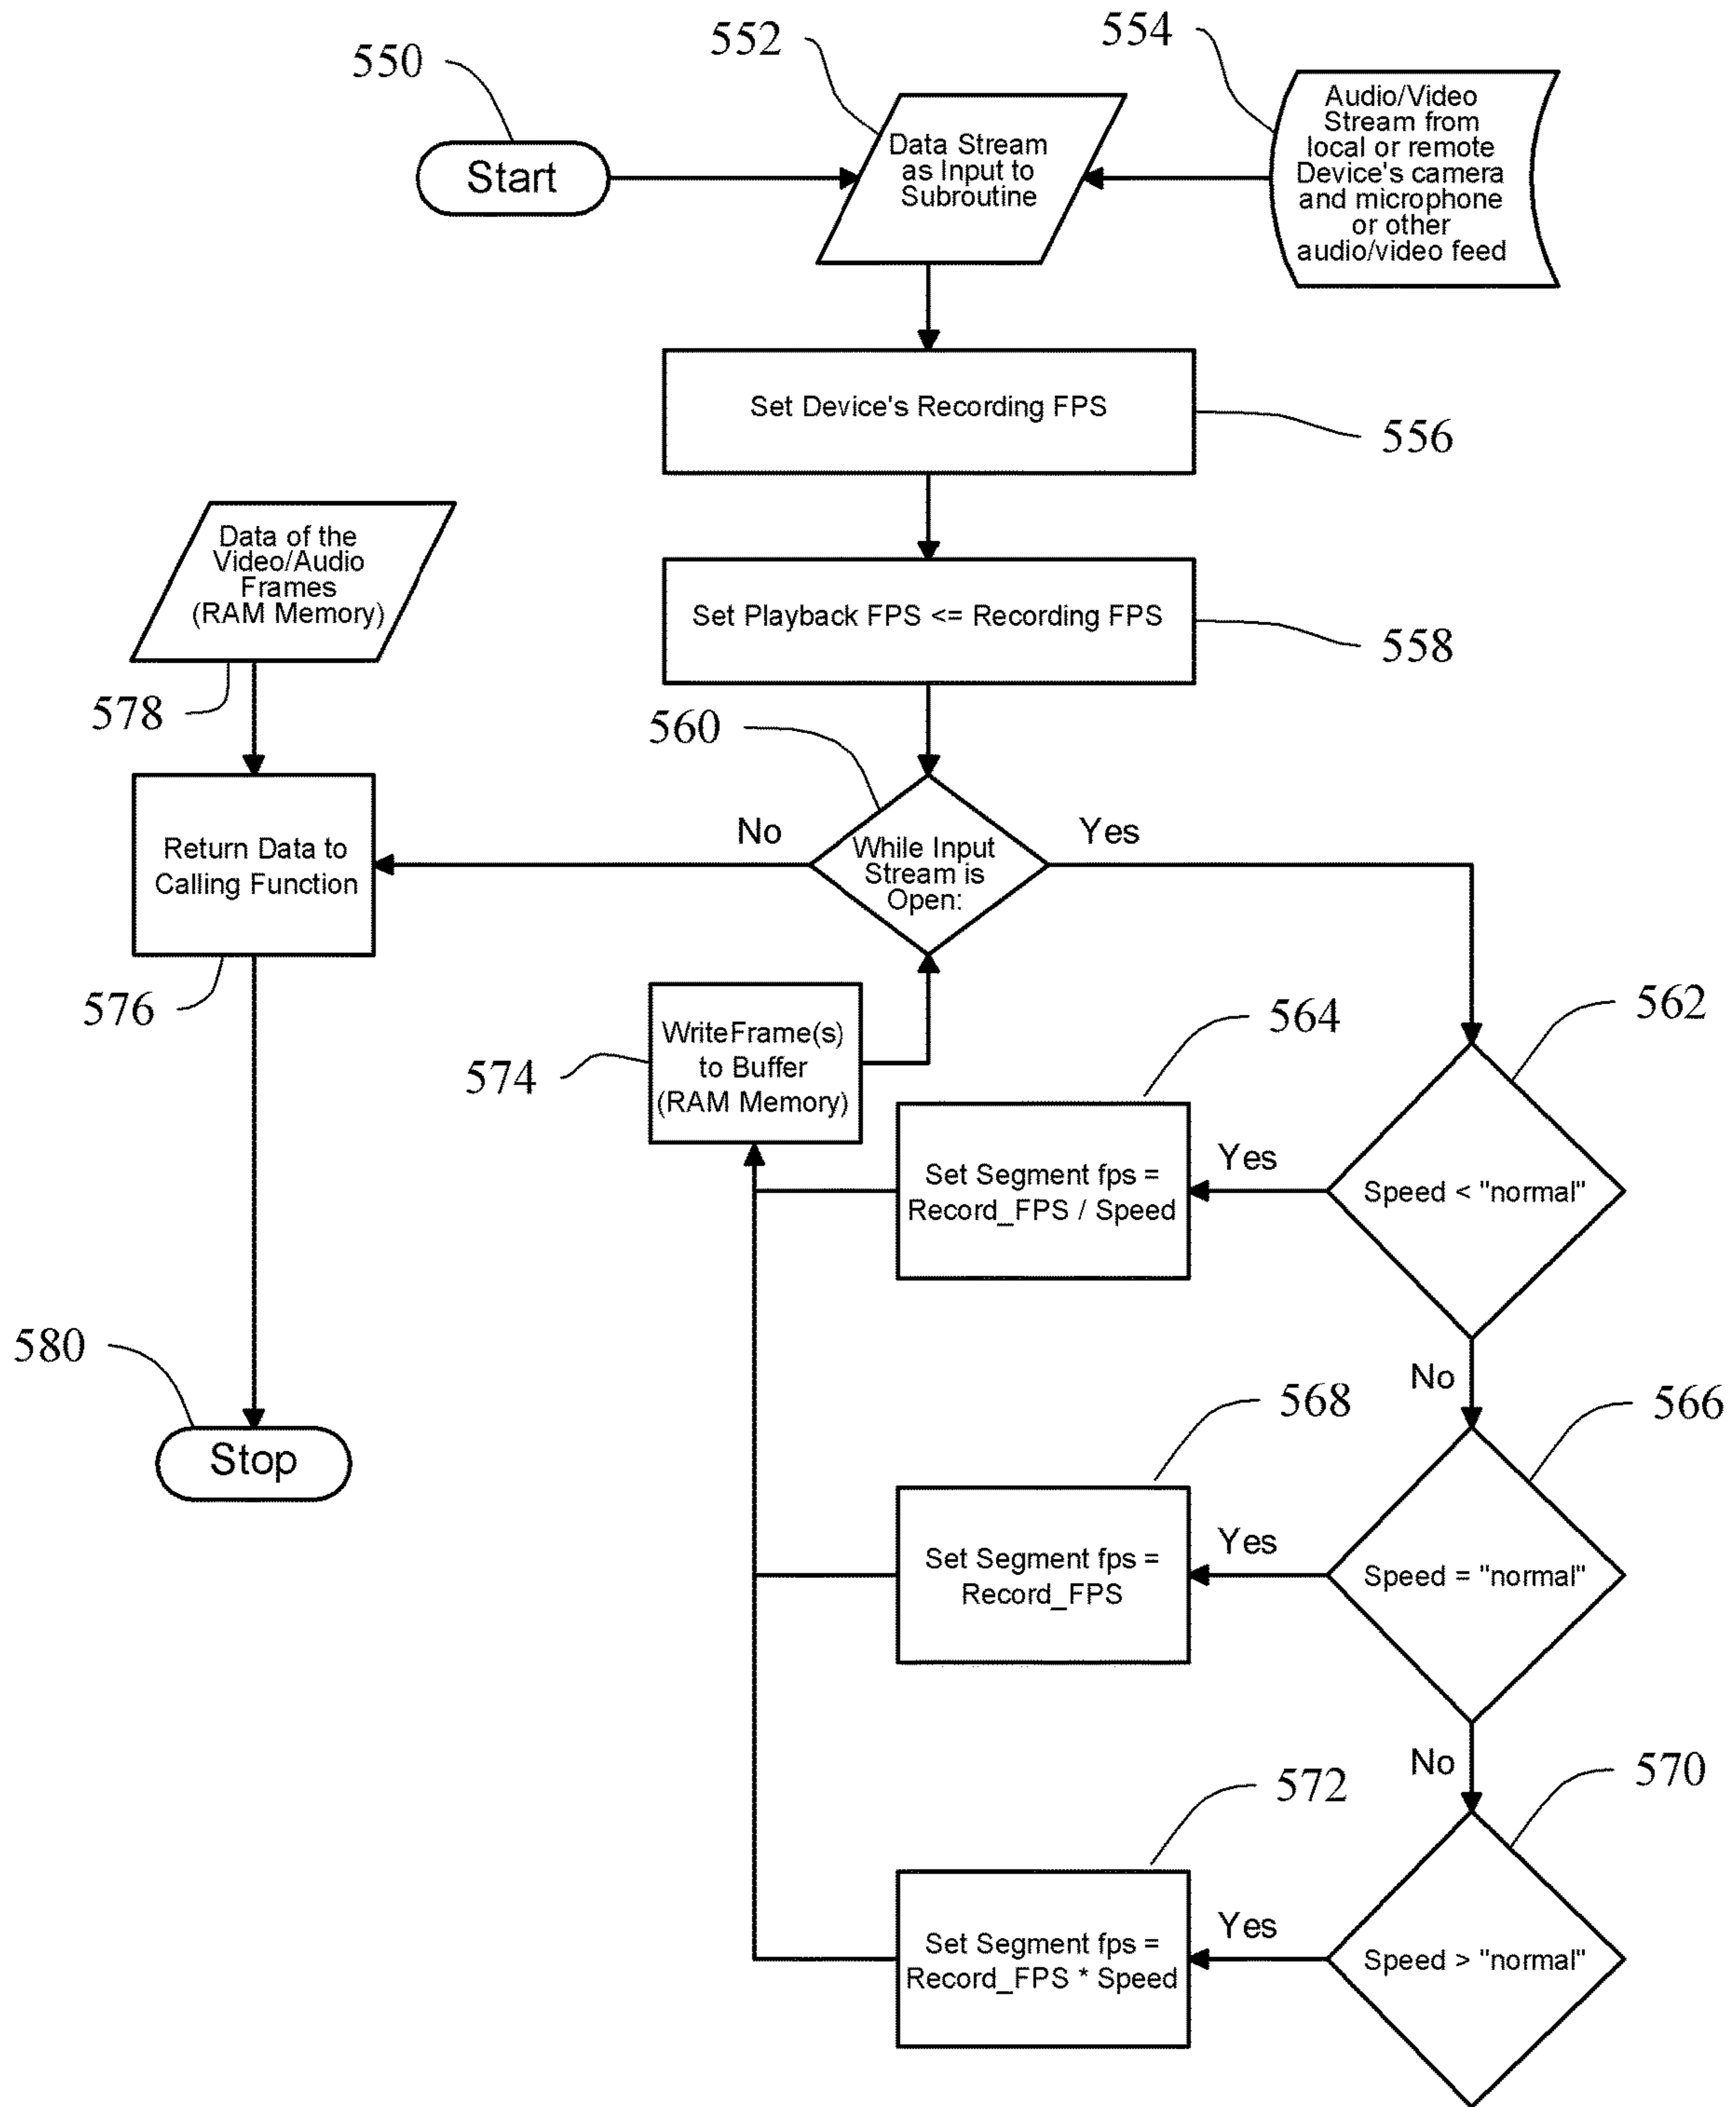 550
552
554
Start
Data Stream
as Input to
Subroutine
Audio/Video
Stream from
local or remote
Device's camera
and microphone
or other
audio/video feed
Set Device's Recording FPS
556
Set Playback FPS <= Recording FPS
558
Data of the
Video/Audio
Frames
(RAM Memory)
578
560
No
Yes
While Input
Stream is
Open:
Return Data to
Calling Function
576
WriteFrame(s)
to Buffer
(RAM Memory)
574
564
562
Set Segment fps =
Record_FPS / Speed
Yes
Speed < "normal"
No
580
Stop
568
566
Set Segment fps =
Record_FPS
Yes
Speed = "normal"
No
572
570
Set Segment fps =
Record_FPS * Speed
Yes
Speed > "normal"